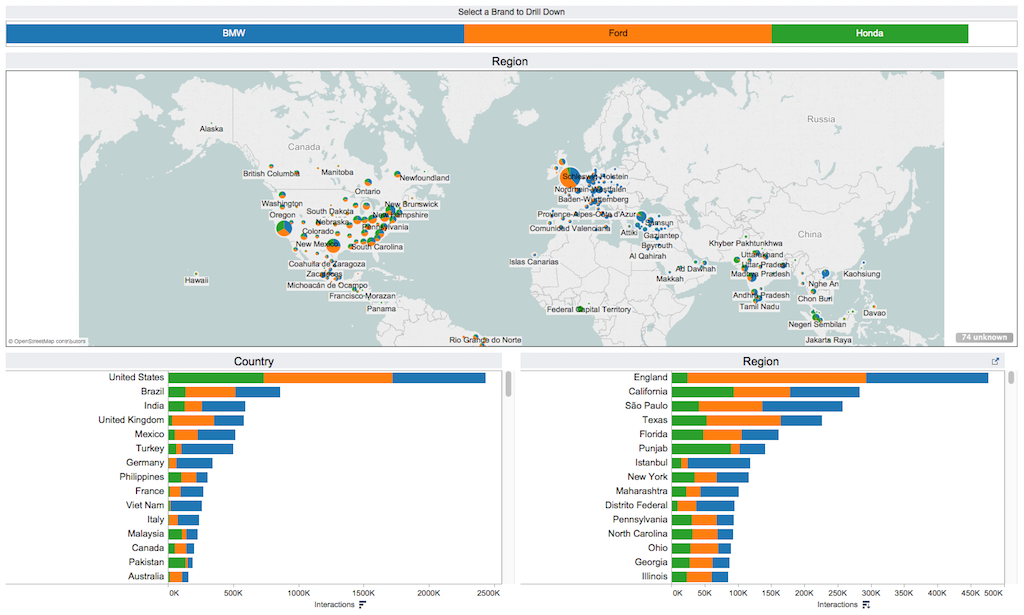 Select a Brand to Drill Down
BMW Ford Honda
Region
Russia
Alaska
Canada
British Columbia
Manitoba
Newfoundland
Schleswig-Holstein
Ontario
Nordrhein-Westfalen
Washington
New Brunswick
Baden-Württemberg
Oregon
South Dakota
New Hampshire
Provence-Alpes-Côte d'Azur
Nebraska
Samsun
Colorado
Pennsylvania
Comunidad Valenciana
Attiki
Gaziantep
China
New Mexico
South Carolina
Beyrouth
Khyber Pakhtunkhwa
Al Qahirah
Uttarakhand
Coahuila de Zaragoza
Islas Canarias
Ad Dawhah
Uttar Pradesh
Hawaii
Zacatecas
Makkah
Madhya Pradesh
Kaohsiung
Michoacán de Ocampo
Nghe An
Francisco Morazan
Andhra Pradesh
Chon Buri
Panama
Federal Capital Territory
Tamil Nadu
Davao
Negeri Sembilan
Rio Grande do Norte
Jakarta Raya
© OpenStreetMap contributors
74 unknown
Country
United States
Brazil
India
United Kingdom
Mexico
Turkey
Germany
Philippines
France
Viet Nam
Italy
Malaysia
Canada
Pakistan
Australia
0K 500K 1000K 1500K 2000K 2500K
Interactions
Region
England
California
São Paulo
Texas
Florida
Punjab
Istanbul
New York
Maharashtra
Distrito Federal
Pennsylvania
North Carolina
Ohio
Georgia
Illinois
0K 50K 100K 150K 200K 250K 300K 350K 400K 450K 500K
Interactions